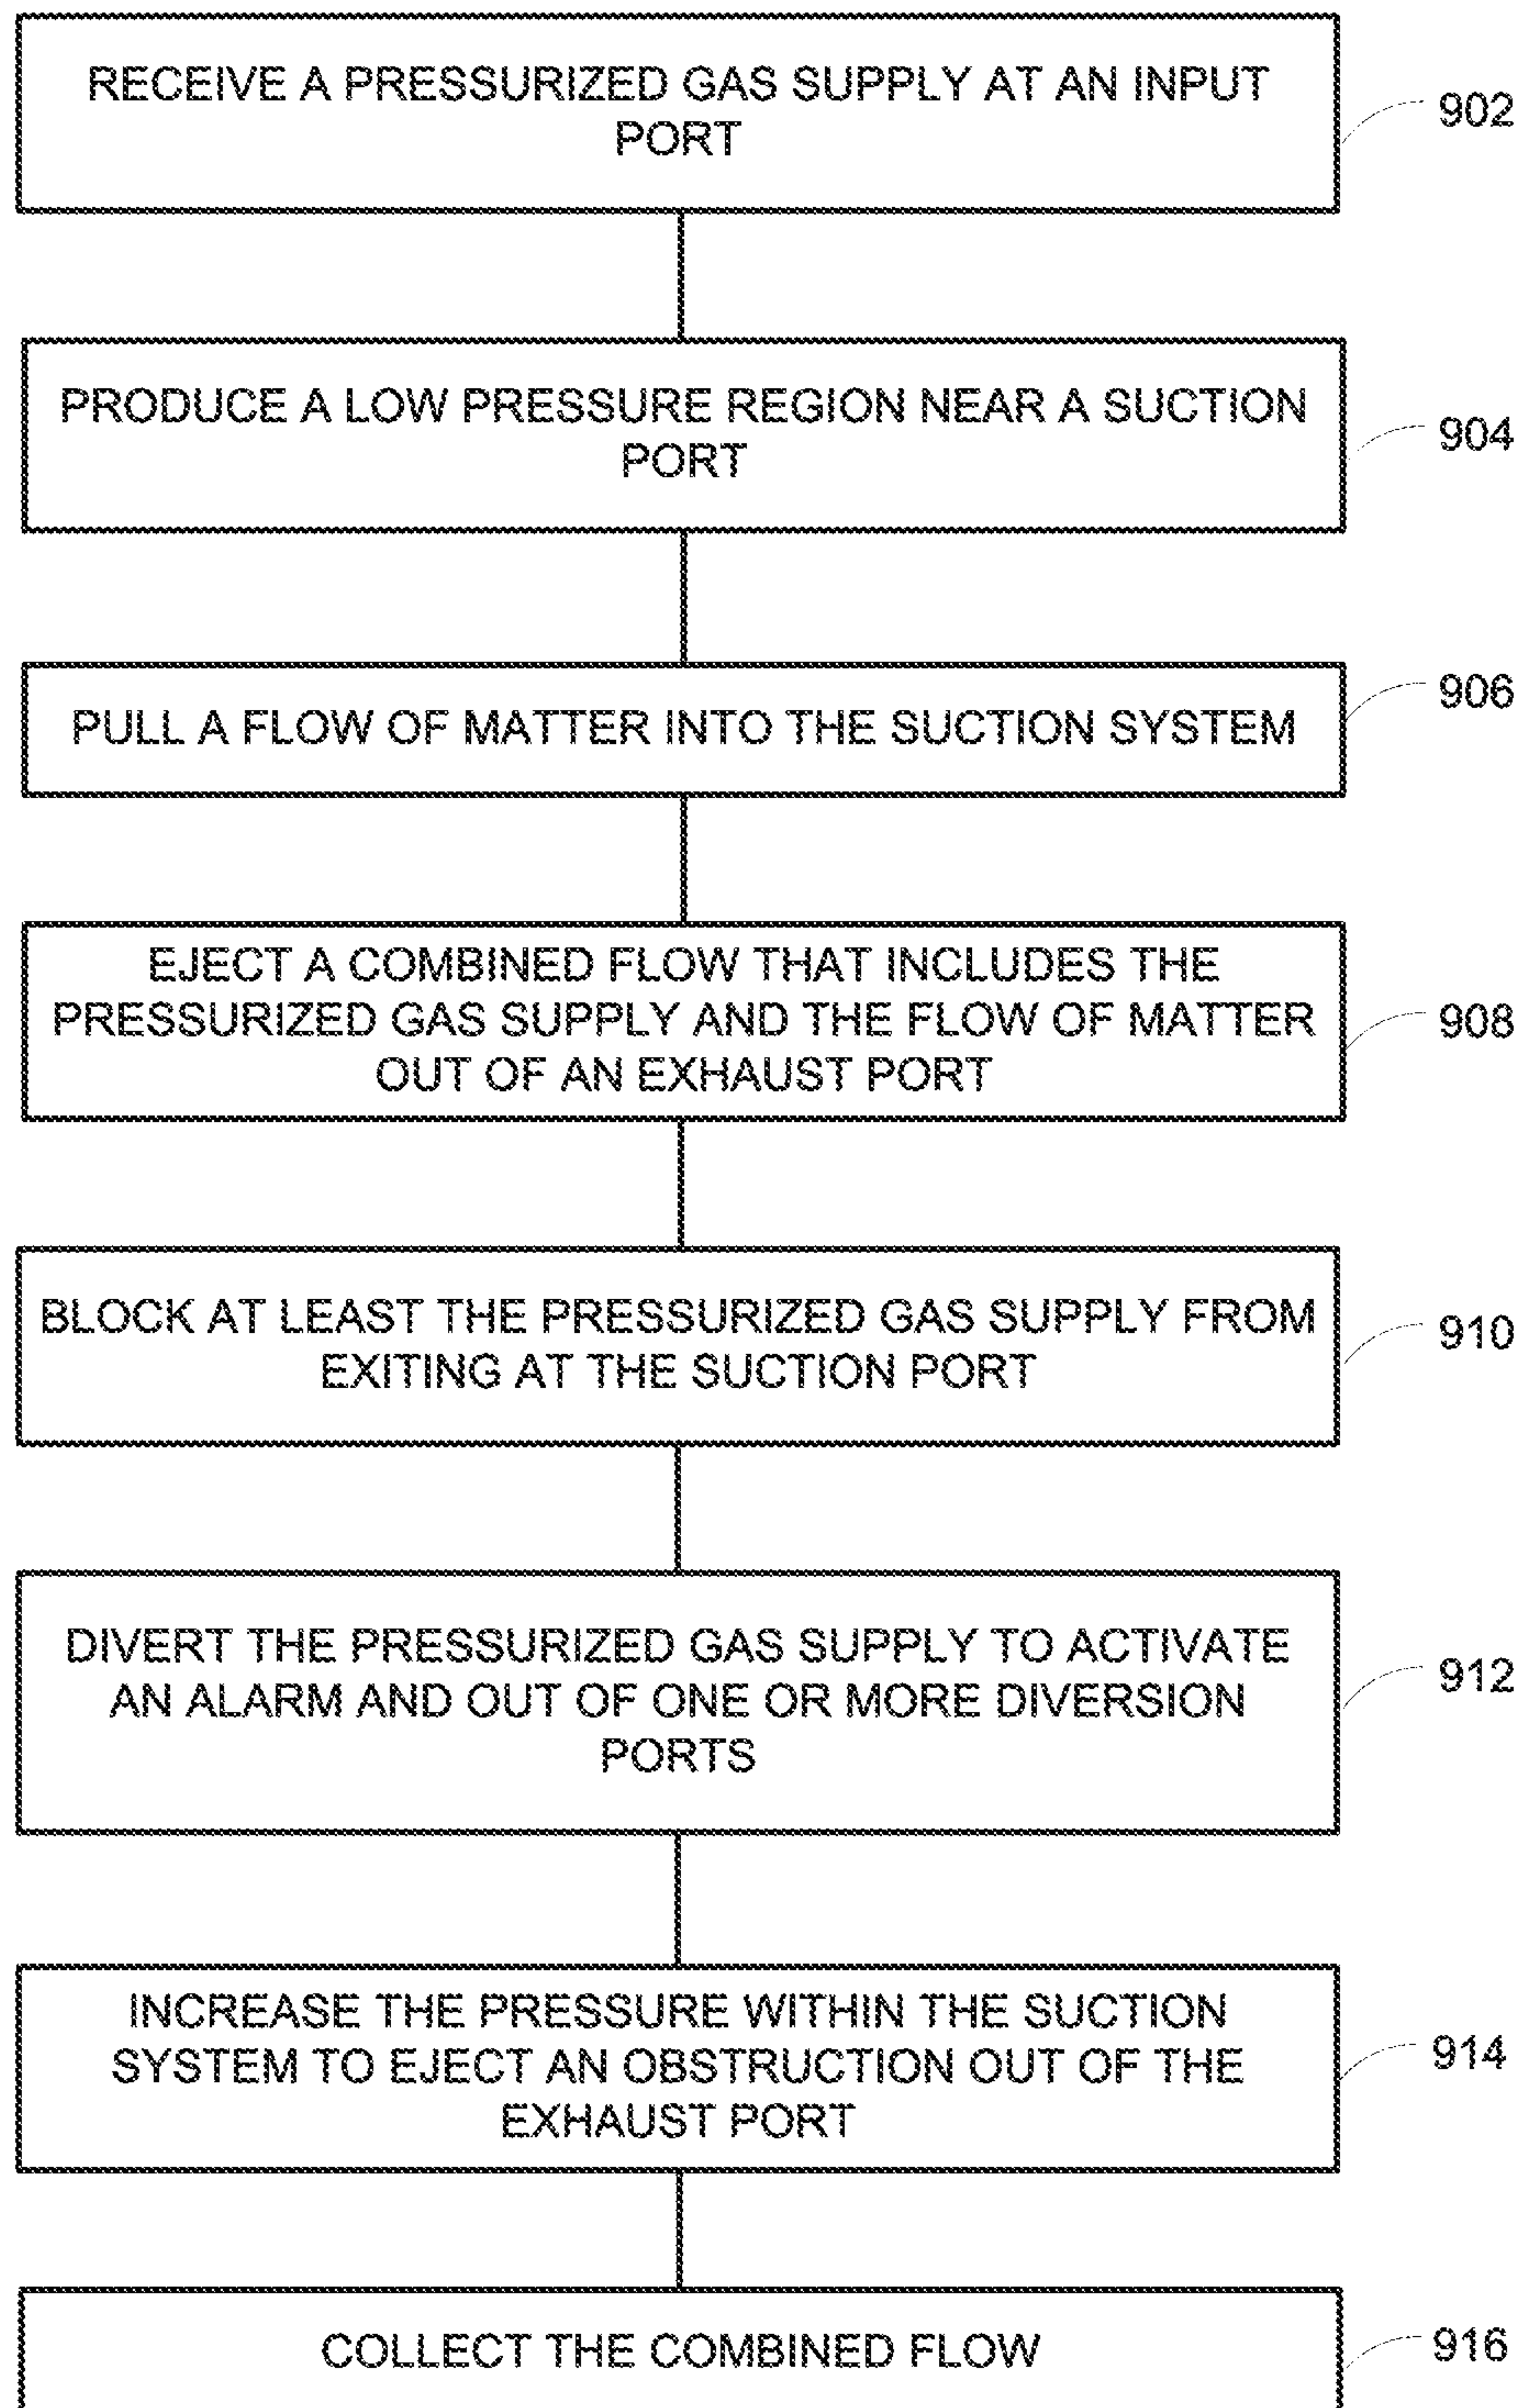 RECEIVE A PRESSURIZED GAS SUPPLY AT AN INPUT
PORT
902
PRODUCE A LOW PRESSURE REGION NEAR A SUCTION
PORT
904
PULL A FLOW OF MATTER INTO THE SUCTION SYSTEM
906
EJECT A COMBINED FLOW THAT INCLUDES THE
PRESSURIZED GAS SUPPLY AND THE FLOW OF MATTER
OUT OF AN EXHAUST PORT
908
BLOCK AT LEAST THE PRESSURIZED GAS SUPPLY FROM
EXITING AT THE SUCTION PORT
910
DIVERT THE PRESSURIZED GAS SUPPLY TO ACTIVATE
AN ALARM AND OUT OF ONE OR MORE DIVERSION
PORTS
912
INCREASE THE PRESSURE WITHIN THE SUCTION
SYSTEM TO EJECT AN OBSTRUCTION OUT OF THE
EXHAUST PORT
914
COLLECT THE COMBINED FLOW
916